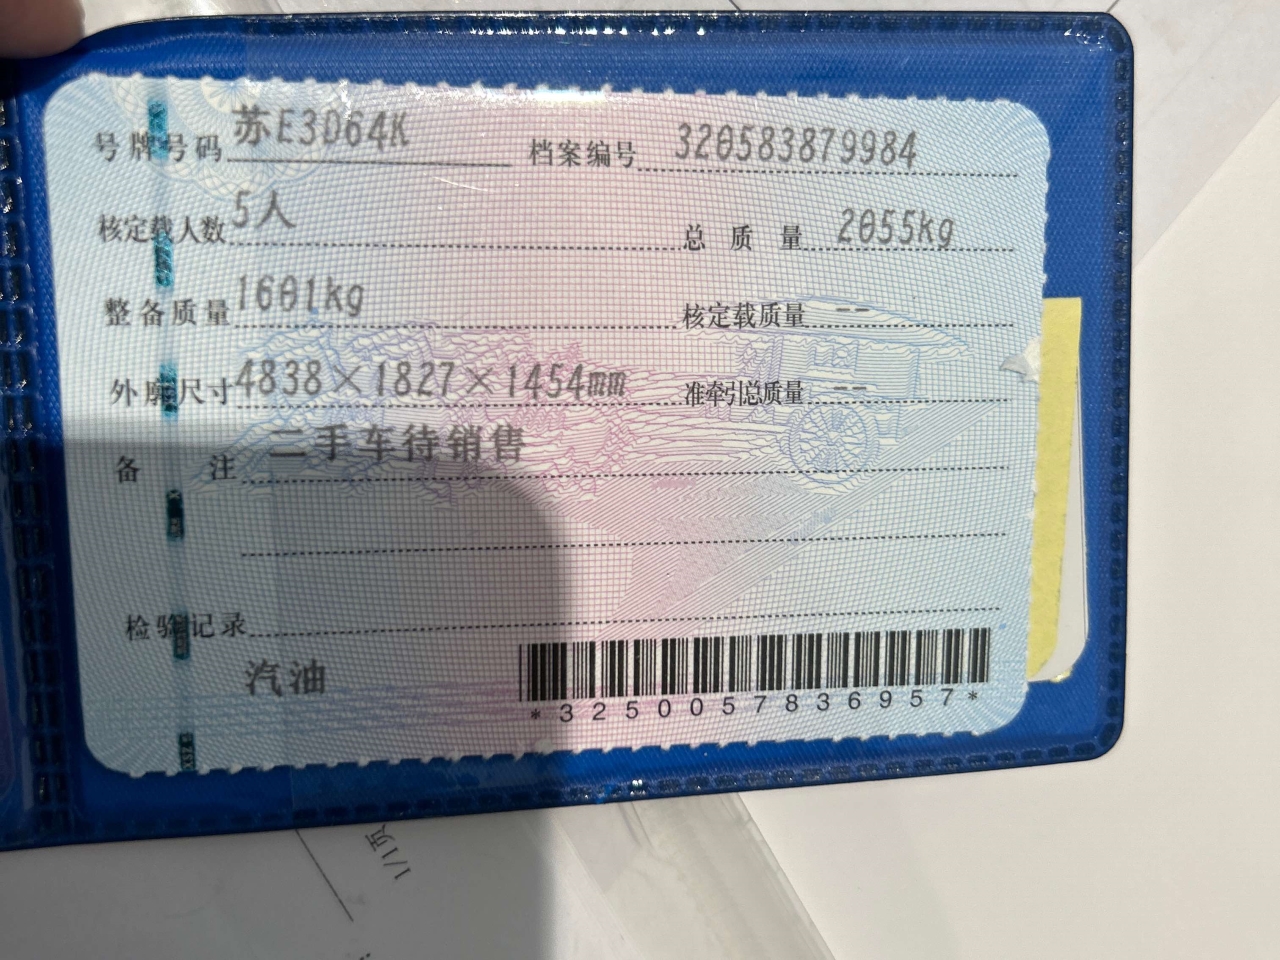 号牌号码 苏E3D64K 档案编号 320583879984
核定载人数 5人 总质量 2055kg
整备质量 1601kg 核定载质量 --
外廓尺寸 4838×1827×1454mm 准牵引总质量 --
备注 二手车待销售
检验记录
汽油
*3250057836957*
1/1页